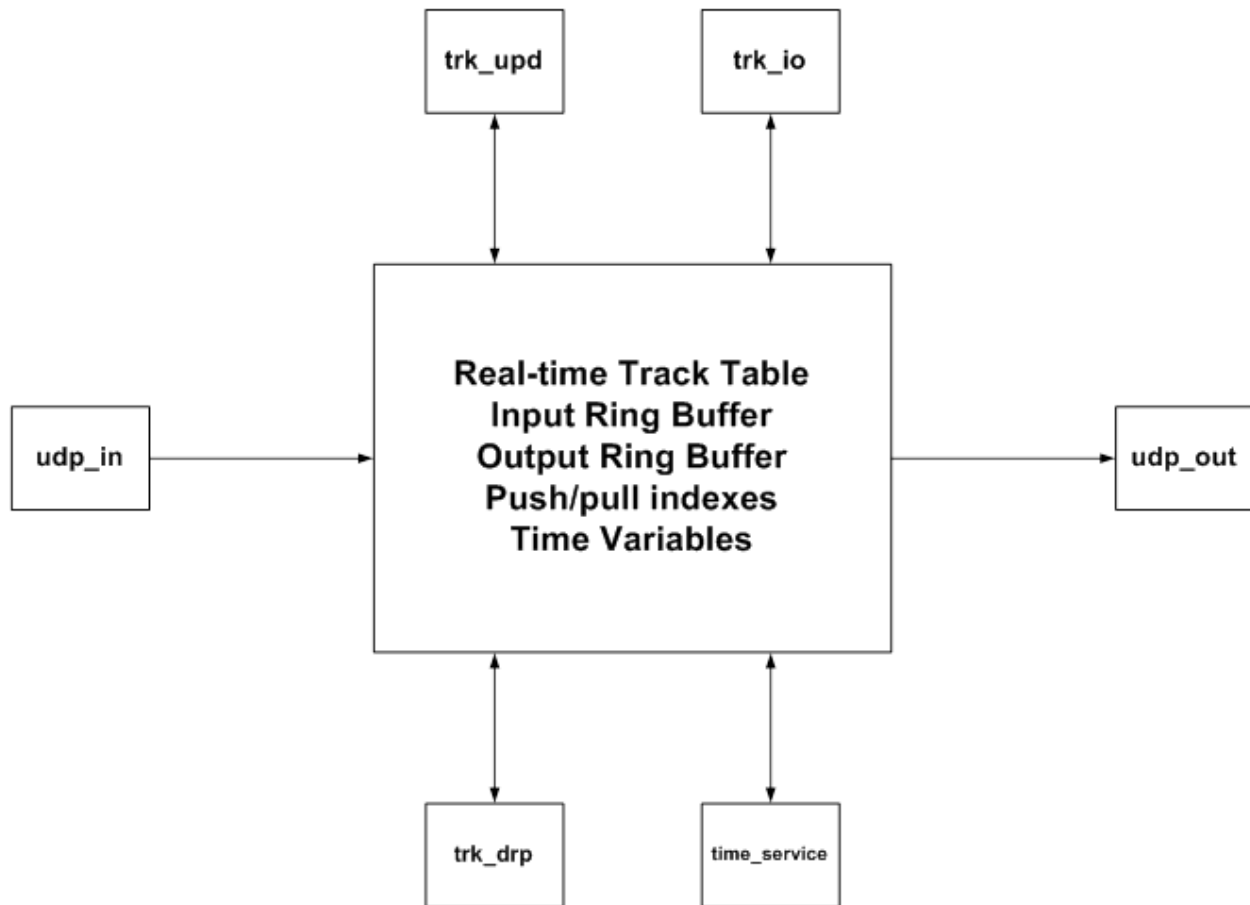 trk_upd
trk_io
Real-time Track Table
Input Ring Buffer
Output Ring Buffer
Push/pull indexes
Time Variables
udp_in
udp_out
trk_drp
time_service